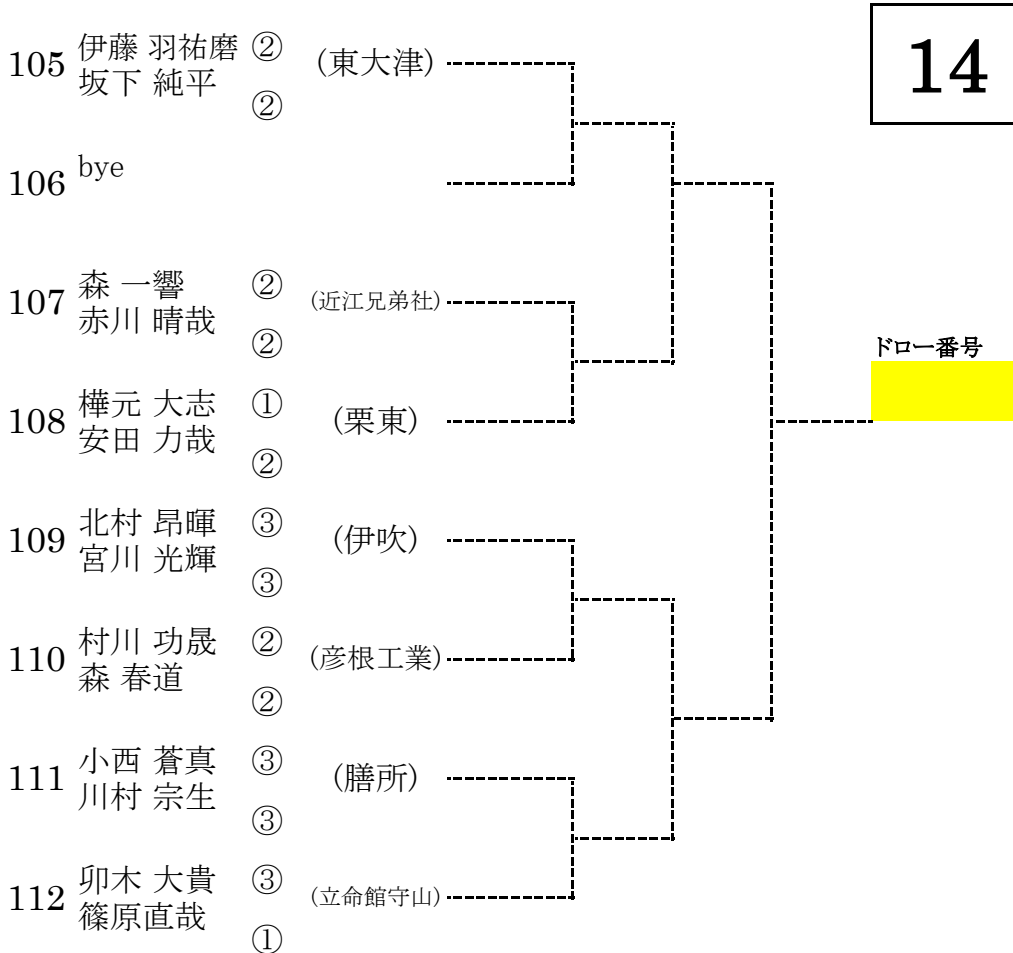 14
105 伊藤 羽祐磨 ② (東大津)
坂下 純平 ②
106 bye
107 森 一響 ② (近江兄弟社)
赤川 晴哉 ②
ドロー番号
108 樺元 大志 ① (栗東)
安田 力哉 ②
109 北村 昂暉 ③ (伊吹)
宮川 光輝 ③
110 村川 功晟 ② (彦根工業)
森 春道 ②
111 小西 蒼真 ③ (膳所)
川村 宗生 ③
112 卯木 大貴 ③ (立命館守山)
篠原直哉 ①